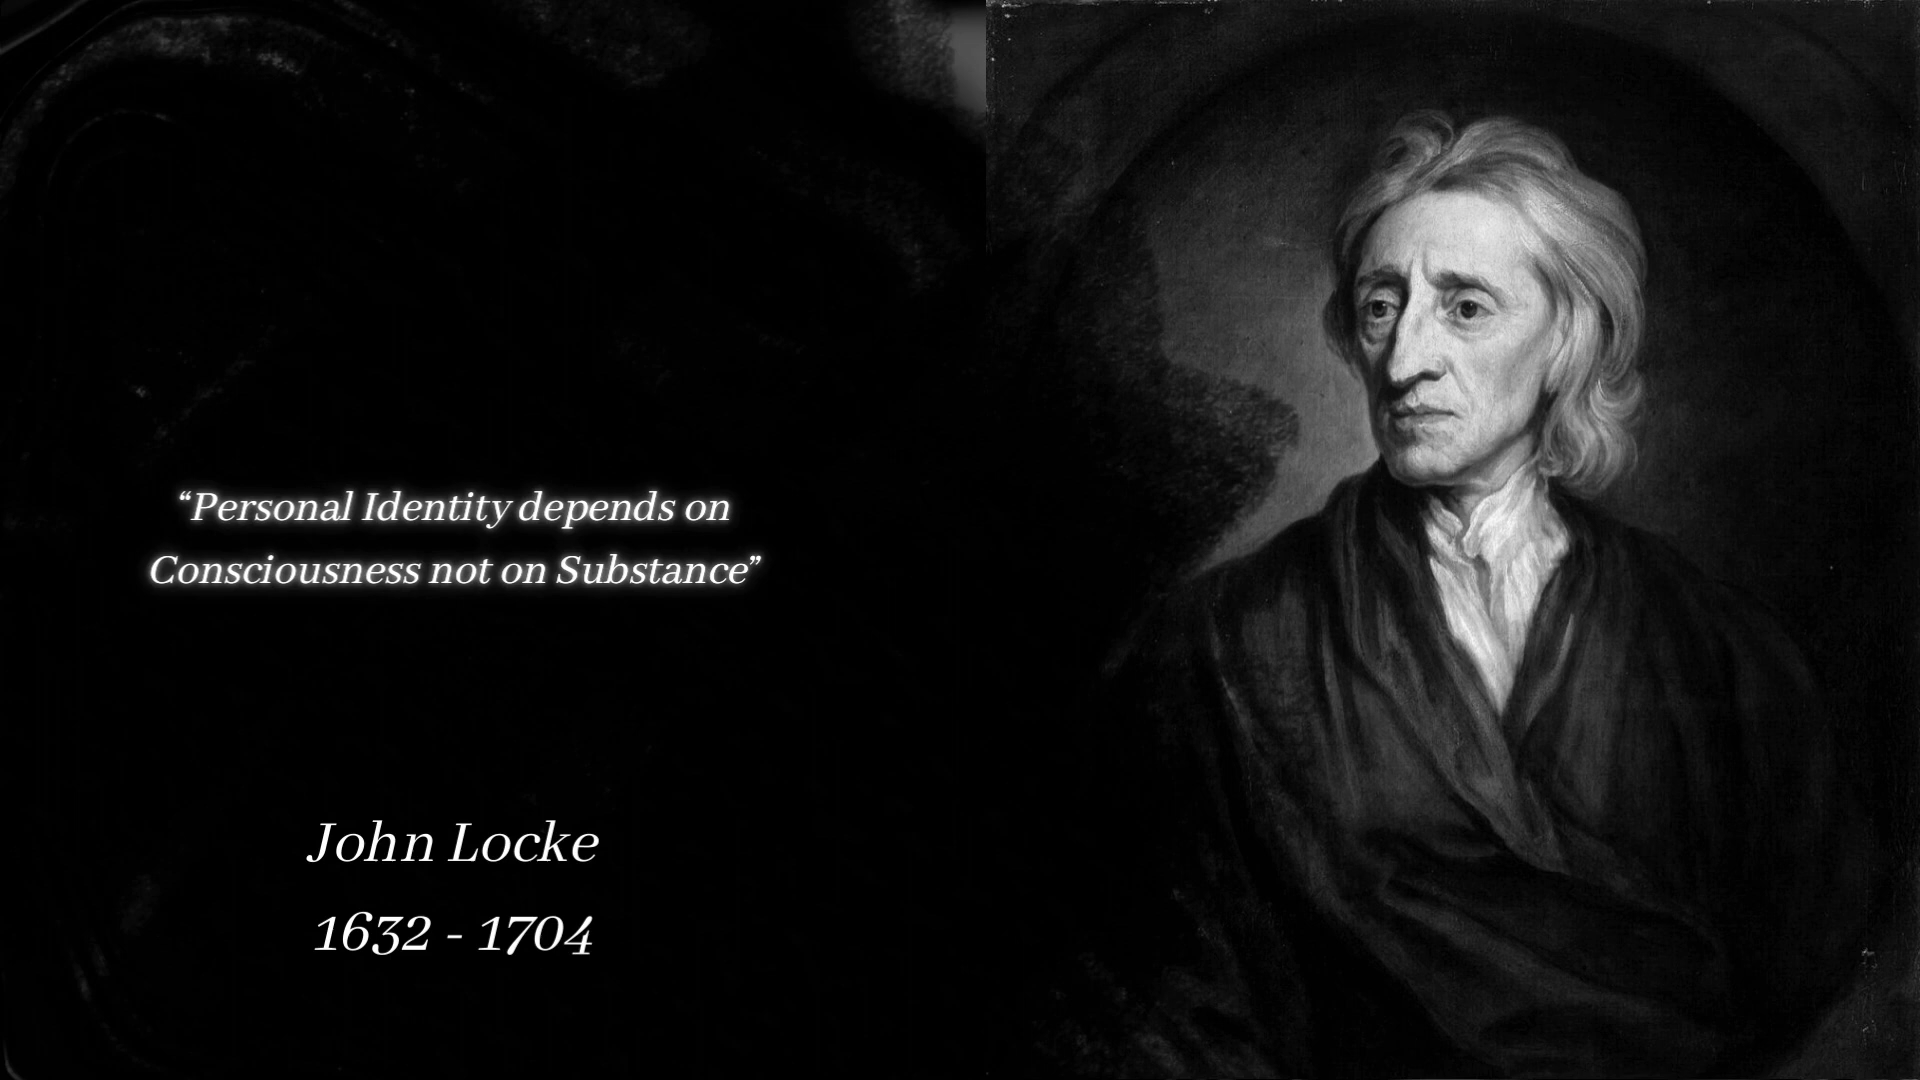 “Personal Identity depends on
Consciousness not on Substance”
John Locke
1632 - 1704